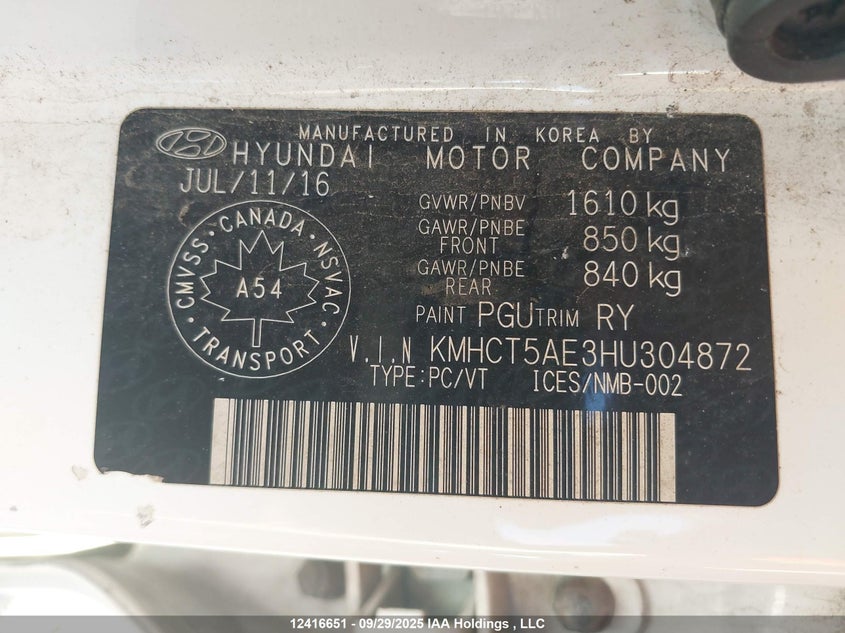 MANUFACTURED IN KOREA BY
HYUNDAI MOTOR COMPANY
JUL/11/16
GVWR/PNBV 1610 kg
GAWR/PNBE FRONT 850 kg
GAWR/PNBE REAR 840 kg
CMVSS · CANADA · NSVAC · TRANSPORT ·
A54
PAINT PGU TRIM RY
V.I.N KMHCT5AE3HU304872
TYPE:PC/VT ICES/NMB-002
12416651 - 09/29/2025 IAA Holdings , LLC